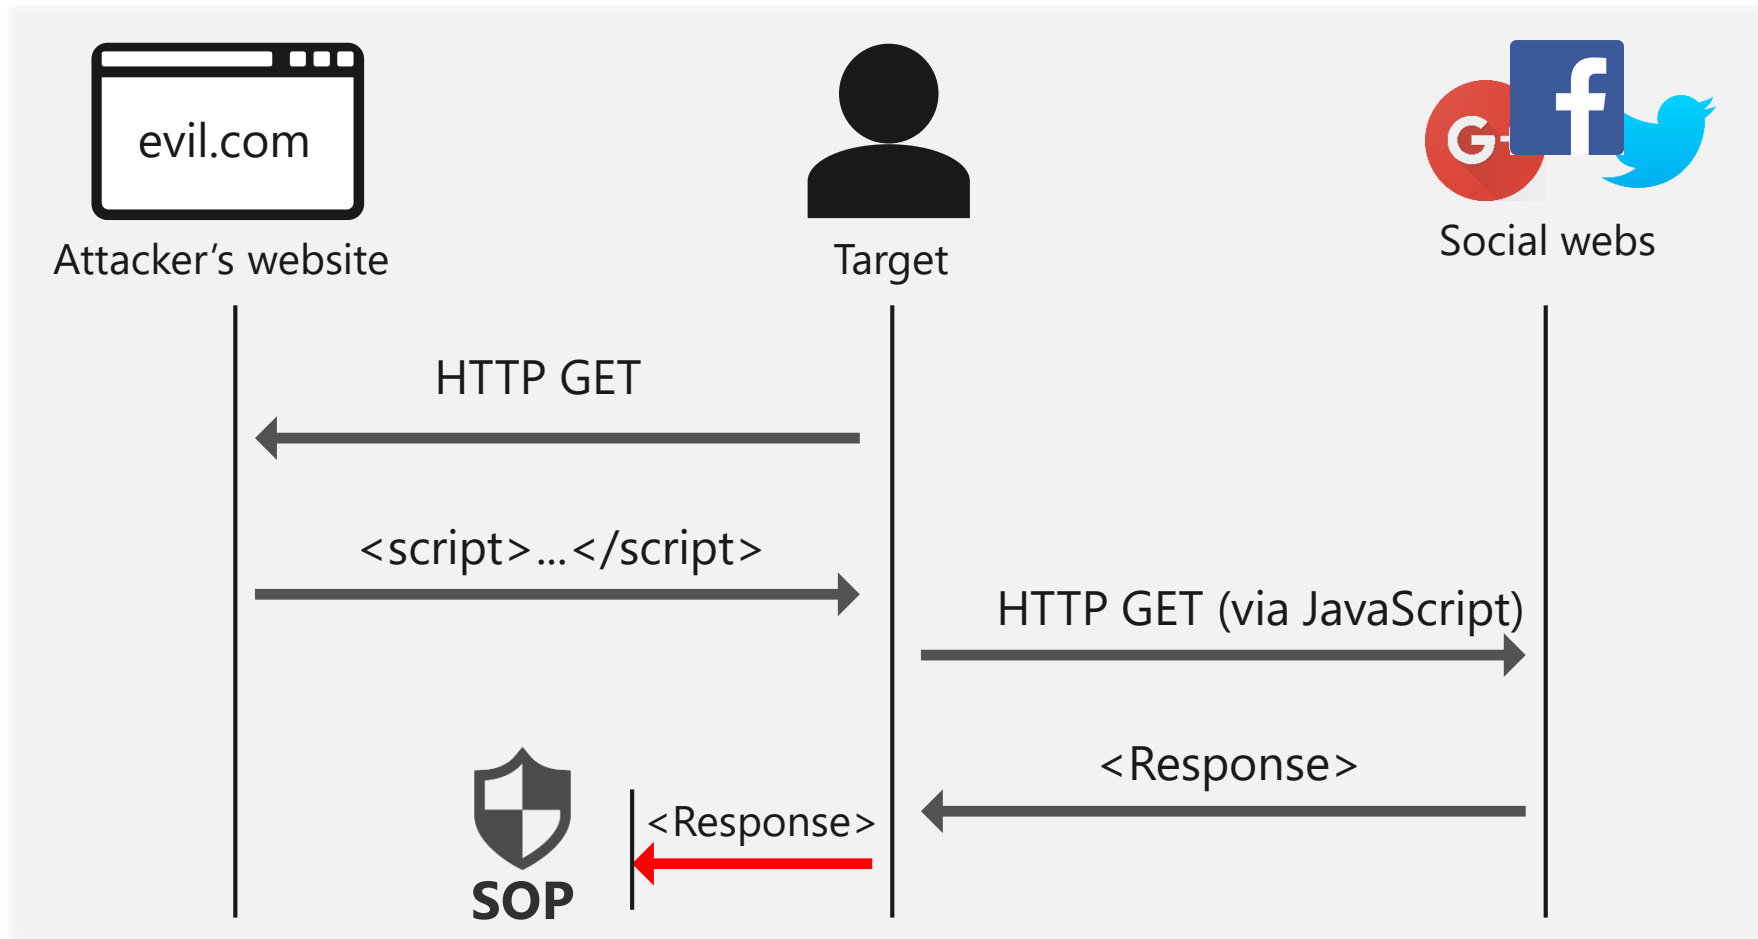 evil.com
Attacker’s website
Target
G+
f
Social webs
HTTP GET
<script>...</script>
HTTP GET (via JavaScript)
<Response>
<Response>
SOP